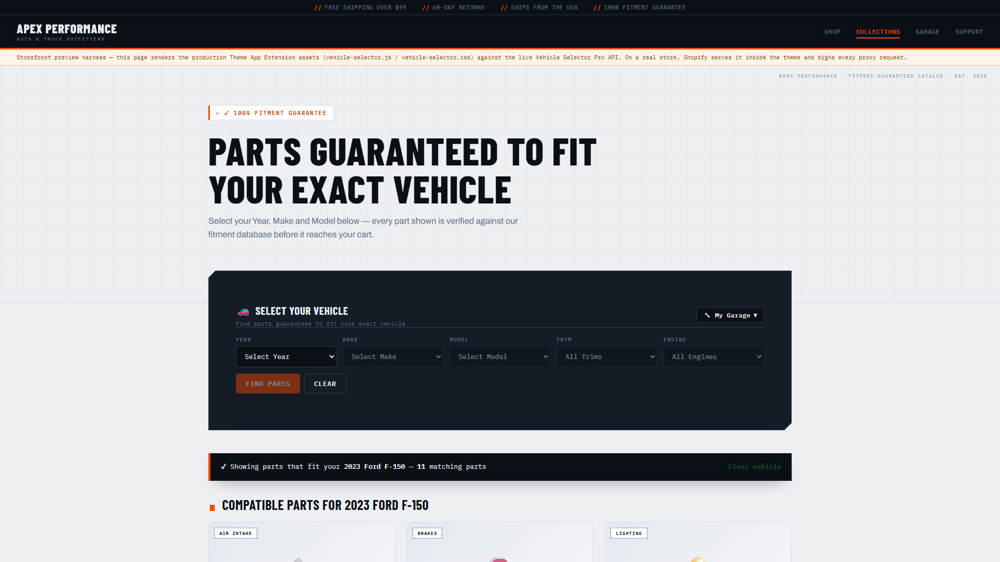 // FREE SHIPPING OVER $99 // 60-DAY RETURNS // SHIPS FROM THE USA // 100% FITMENT GUARANTEE
APEX PERFORMANCE
AUTO & TRUCK OUTFITTERS
SHOP COLLECTIONS GARAGE SUPPORT
Storefront preview harness — this page renders the production Theme App Extension assets (vehicle-selector.js / vehicle-selector.css) against the live Vehicle Selector Pro API. On a real store, Shopify serves it inside the theme and signs every proxy request.
APEX PERFORMANCE · FITMENT-GUARANTEED CATALOG · EST. 2026
▸ ✓ 100% FITMENT GUARANTEE
PARTS GUARANTEED TO FIT
YOUR EXACT VEHICLE
Select your Year, Make and Model below — every part shown is verified against our
fitment database before it reaches your cart.
SELECT YOUR VEHICLE
Find parts guaranteed to fit your exact vehicle
My Garage ▼
YEAR MAKE MODEL TRIM ENGINE
Select Year Select Make Select Model All Trims All Engines
FIND PARTS CLEAR
✓ Showing parts that fit your 2023 Ford F-150 — 11 matching parts Clear vehicle
COMPATIBLE PARTS FOR 2023 FORD F-150
AIR INTAKE BRAKES LIGHTING